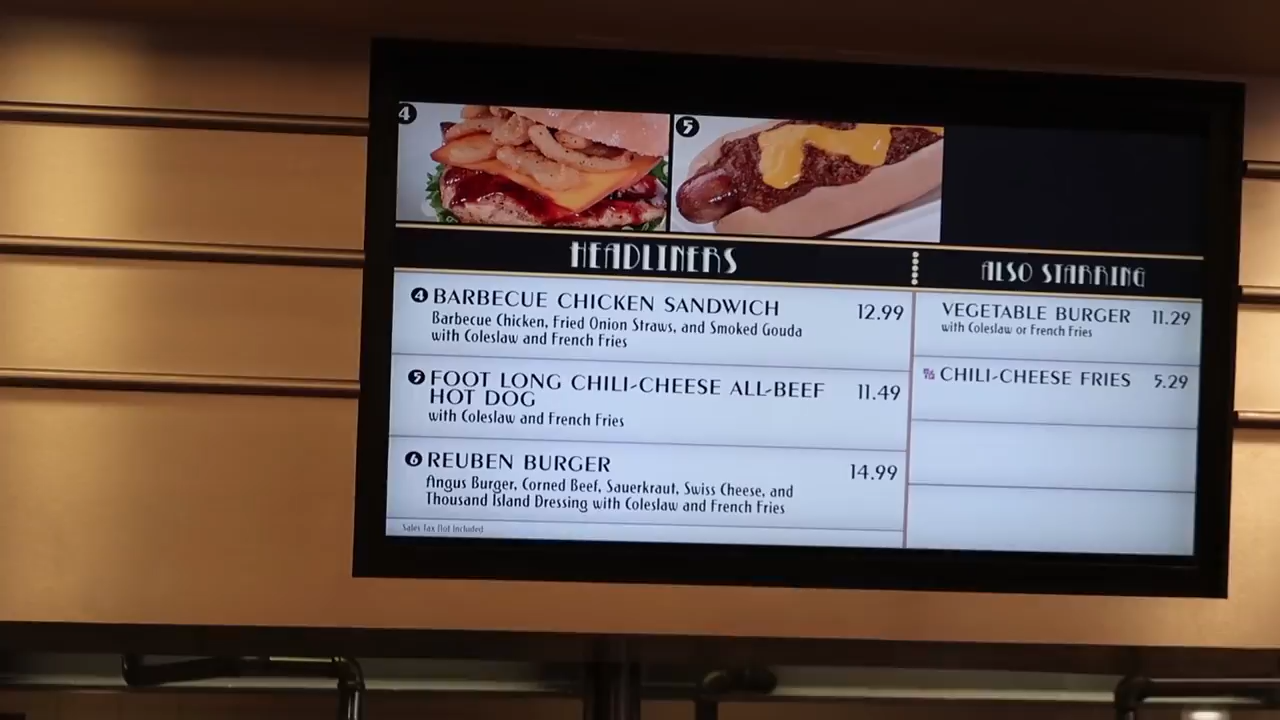 4
5
HEADLINERS
ALSO STARRING
4 BARBECUE CHICKEN SANDWICH 12.99
Barbecue Chicken, Fried Onion Straws, and Smoked Gouda
with Coleslaw and French Fries
5 FOOT LONG CHILI-CHEESE ALL-BEEF
HOT DOG 11.49
with Coleslaw and French Fries
6 REUBEN BURGER 14.99
Angus Burger, Corned Beef, Sauerkraut, Swiss Cheese, and
Thousand Island Dressing with Coleslaw and French Fries
Sales Tax Not Included
VEGETABLE BURGER 11.29
with Coleslaw or French Fries
CHILI-CHEESE FRIES 5.29